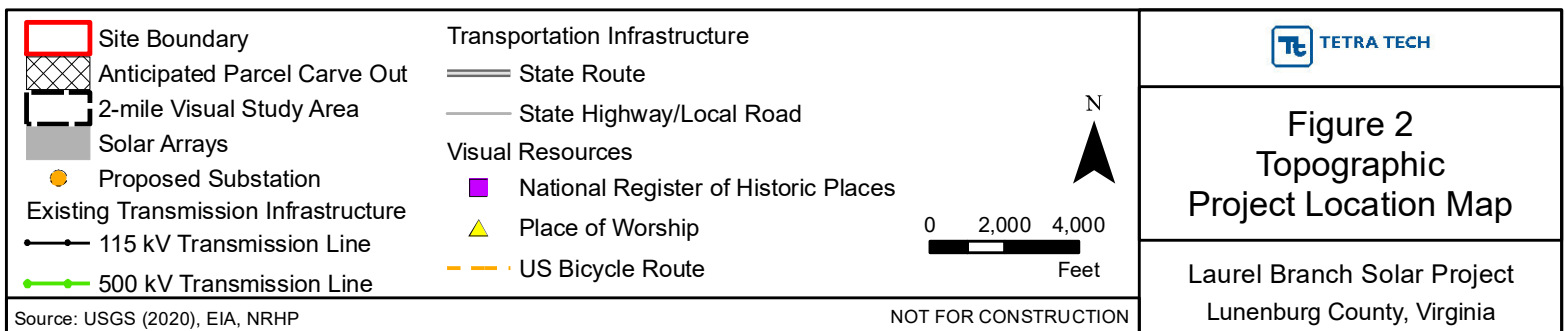 Site Boundary
Anticipated Parcel Carve Out
2-mile Visual Study Area
Solar Arrays
Proposed Substation
Existing Transmission Infrastructure
115 kV Transmission Line
500 kV Transmission Line
Transportation Infrastructure
State Route
State Highway/Local Road
Visual Resources
National Register of Historic Places
Place of Worship
US Bicycle Route
N
0 2,000 4,000
Feet
Source: USGS (2020), EIA, NRHP
NOT FOR CONSTRUCTION
Tt TETRA TECH
Figure 2
Topographic
Project Location Map
Laurel Branch Solar Project
Lunenburg County, Virginia